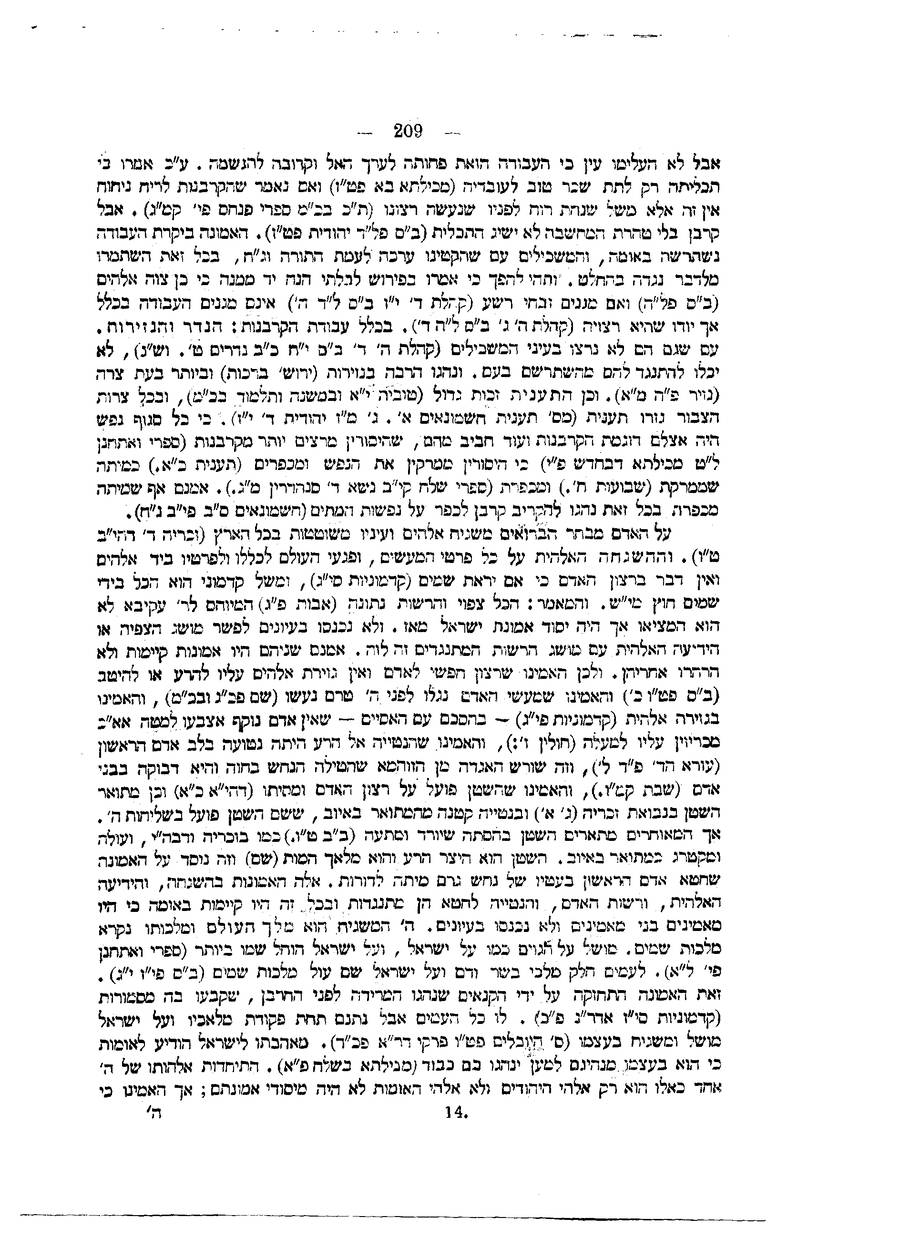 — 209 —
אבל לא העלימו עין כי העבודה הזאת פחותה לערך האל וקרובה להגשמה. ע"כ אמרו כי
תכליתה רק לתת שכר טוב לעובדיה (מכילתא בא פט"ז) ואם נאמר שהקרבנות לריח ניחוח
אין זה אלא משל שנחת רוח לפניו שנעשה רצונו (ת"כ בכ"מ ספרי פנחס פי' קמ"ג). אבל
קרבן בלי טהרת המחשבה לא ישיג התכלית (ב"ס פל"ד יהודית פט"ז). האמונה ביקרת העבודה
נשתרשה באומה, והמשכילים עם שהקטינו ערכה לעמת התורה וג"ח, בכל זאת השתמרו
מלדבר נגדה בהחלט. ותהי להפך כי אמרו בפירוש לבלתי הנח יד ממנה כי כן צוה אלהים
(ב"ס פל"ה) ואם מגנים זבחי רשע (קהלת ד' י"ז ב"ס ל"ד ה') אינם מגנים העבודה בכלל
אך יודו שהיא רצויה (קהלת ה' ג' ב"ס ל"ה ד'). בכלל עבודת הקרבנות: הנדר והנזירות.
עם שגם הם לא נרצו בעיני המשכילים (קהלת ה' ד' ב"ס י"ח כ"ב נדרים ט'. וש"נ), לא
יכלו להתנגד להם מהשתרשם בעם. ונהגו הרבה בנזירות (ירוש' ברכות) וביותר בעת צרה
(נזיר פ"ה מ"א). וכן התענית זכות גדול (טוביה י"א ובמשנה ותלמוד בכ"מ), ובכל צרות
הצבור גזרו תענית (מס' תענית חשמונאים א'. ג' מ"ז יהודית ד' י"ז). כי כל סגוף נפש
היה אצלם דוגמת הקרבנות ועוד חביב מהם, שהיסורין מרצים יותר מקרבנות (ספרי ואתחנן
ל"ט מכילתא דבחדש פ"י) כי היסורין ממרקין את הנפש ומכפרים (תענית כ"א.) כמיתה
שממרקת (שבועות ח'.) ומכפרת (ספרי שלח קי"ב נשא ד' סנהדרין מ"ג.). אמנם אף שמיתה
מכפרת בכל זאת נהגו להקריב קרבן לכפר על נפשות המתים (חשמונאים ס"ב פי"ב נ"ח).
על האדם מבחר הברואים משגיח אלהים ועיניו משוטטות בכל הארץ (זכריה ד' דהי"ב
ט"ז). וההשגחה האלהית על כל פרטי המעשים, ופגעי העולם לכללו ולפרטיו ביד אלהים
ואין דבר ברצון האדם כי אם יראת שמים (קדמוניות סי"ג), ומשל קדמוני הוא הכל בידי
שמים חוץ מי"ש. והמאמר: הכל צפוי והרשות נתונה (אבות פ"ג) המיוחס לר' עקיבא לא
הוא המציאו אך היה יסוד אמונת ישראל מאז. ולא נכנסו בעיונים לפשר מושג הצפיה או
הידיעה האלהית עם מושג הרשות המתנגדים זה לזה. אמנם שניהם היו אמונות קיימות ולא
הרהרו אחריהן. ולכן האמינו שרצון חפשי לאדם ואין גזירת אלהים עליו להרע או להיטב
(ב"ס פט"ו כ') והאמינו שמעשי האדם נגלו לפני ה' טרם נעשו (שם פכ"ג ובכ"מ), והאמינו
בגזירה אלהית (קדמוניות פי"ג) — בהסכם עם האסיים — שאין אדם נוקף אצבעו למטה אא"כ
מכריזין עליו למעלה (חולין ז':), והאמינו שהנטייה אל הרע היתה נטועה בלב אדם הראשון
(עזרא הד' פ"ד ל'), וזה שורש האגדה מן הזוהמא שהטילה הנחש בחוה והיא דבוקה בבני
אדם (שבת קמ"ו.), והאמינו שהשטן פועל על רצון האדם ומסיתו (דהי"א כ"א) וכן מתואר
השטן בנבואת זכריה (ג' א') ובנטייה קטנה מהמתואר באיוב, ששם השטן פועל בשליחות ה'.
אך המאוחרים מתארים השטן בהסתה שיורד ומתעה (ב"ב ט"ז.) כמו בזכריה ודבה"י, ועולה
ומקטרג כמתואר באיוב. השטן הוא היצר הרע והוא מלאך המות (שם) וזה נוסד על האמונה
שחטא אדם הראשון בעטיו של נחש גרם מיתה לדורות. אלה האמונות בהשגחה, והידיעה
האלהית, ורשות האדם, והנטייה לחטא הן מתנגדות ובכל זה היו קיימות באומה כי היו
מאמינים בני מאמינים ולא נכנסו בעיונים. ה' המשגיח הוא מלך העולם ומלכותו נקרא
מלכות שמים. מושל על הגוים כמו על ישראל, ועל ישראל הוחל שמו ביותר (ספרי ואתחנן
פי' ל"א). לעמים חלק מלכי בשר ודם ועל ישראל שם עול מלכות שמים (ב"ס פי"ז י"ג).
זאת האמונה התחזקה על ידי הקנאים שנהגו המרידה לפני החרבן, שקבעו בה מסמורות
(קדמוניות סי"ז אדר"נ פ"כ). לו כל העמים אבל נתנם תחת פקודת מלאכיו ועל ישראל
מושל ומשגיח בעצמו (ס' היובלים פט"ו פרקי דר"א פכ"ד). מאהבתו לישראל הודיע לאומות
כי הוא בעצמו מנהיגם למען ינהגו בם כבוד (מכילתא בשלח פ"א). התיחדות אלהותו של ה'
אחד כאלו הוא רק אלהי היהודים ולא אלהי האומות לא היה מיסודי אמונתם; אך האמינו כי
14. ה'